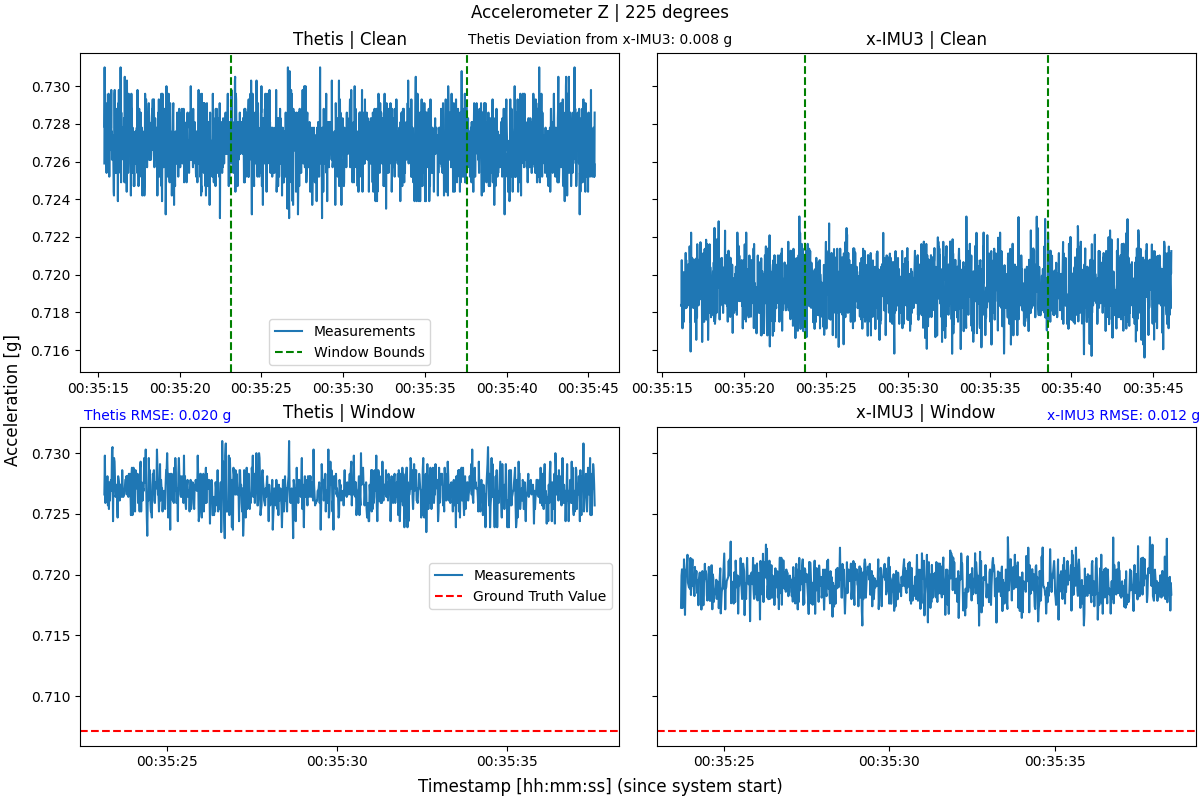 Accelerometer Z | 225 degrees
Thetis | Clean
Thetis Deviation from x-IMU3: 0.008 g
x-IMU3 | Clean
0.730
0.728
0.726
0.724
0.722
0.720
0.718
0.716
Measurements
Window Bounds
00:35:15 00:35:20 00:35:25 00:35:30 00:35:35 00:35:40 00:35:45
00:35:15 00:35:20 00:35:25 00:35:30 00:35:35 00:35:40 00:35:45
Acceleration [g]
Thetis RMSE: 0.020 g
Thetis | Window
x-IMU3 | Window
x-IMU3 RMSE: 0.012 g
0.730
0.725
0.720
0.715
0.710
Measurements
Ground Truth Value
00:35:25 00:35:30 00:35:35
00:35:25 00:35:30 00:35:35
Timestamp [hh:mm:ss] (since system start)